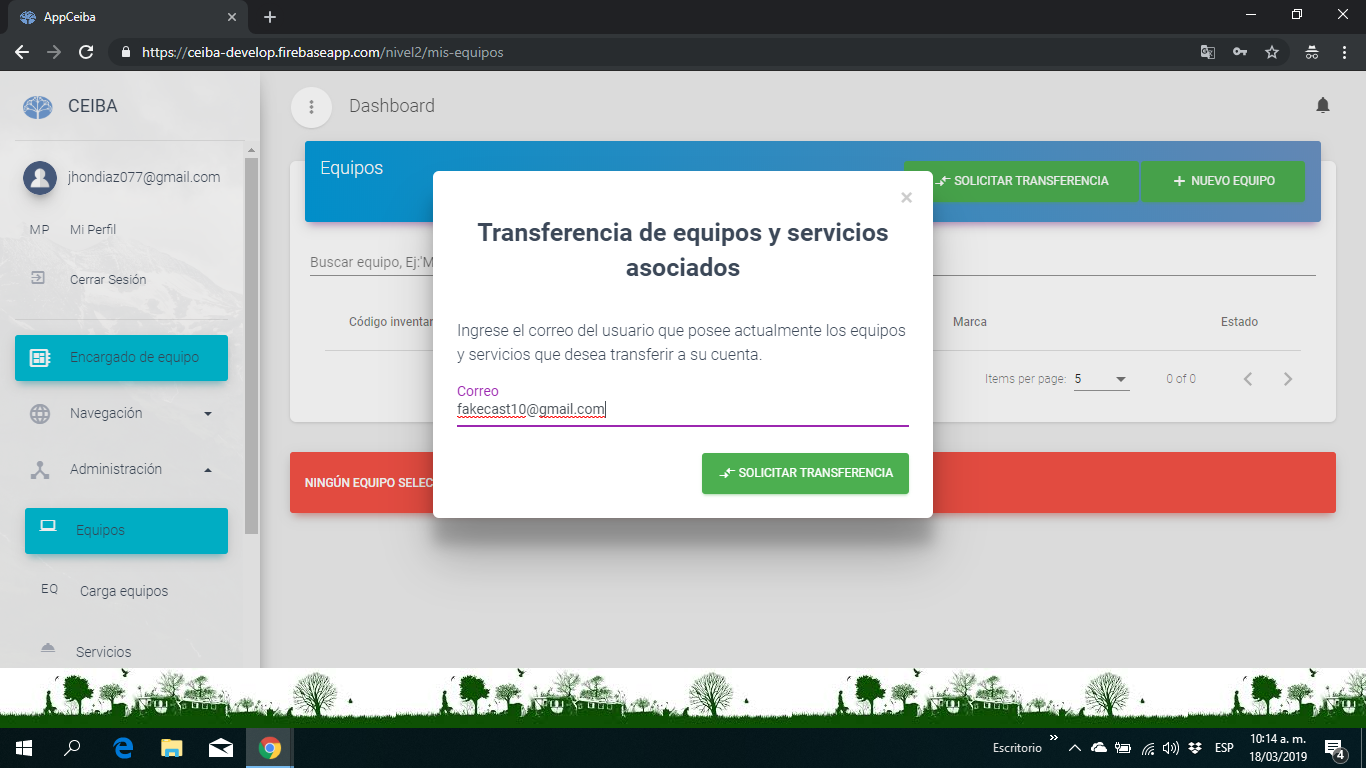 AppCeiba
https://ceiba-develop.firebaseapp.com/nivel2/mis-equipos
CEIBA
Dashboard
jhondiaz077@gmail.com
MP Mi Perfil
Cerrar Sesión
Encargado de equipo
Navegación
Administración
Equipos
EQ Carga equipos
Servicios
Equipos
SOLICITAR TRANSFERENCIA
+ NUEVO EQUIPO
Buscar equipo, Ej:'M
Código inventar
Marca
Estado
Items per page: 5
0 of 0
NINGÚN EQUIPO SELEC
×
Transferencia de equipos y servicios
asociados
Ingrese el correo del usuario que posee actualmente los equipos
y servicios que desea transferir a su cuenta.
Correo
fakecast10@gmail.com
SOLICITAR TRANSFERENCIA
Escritorio
ESP
10:14 a. m.
18/03/2019
4